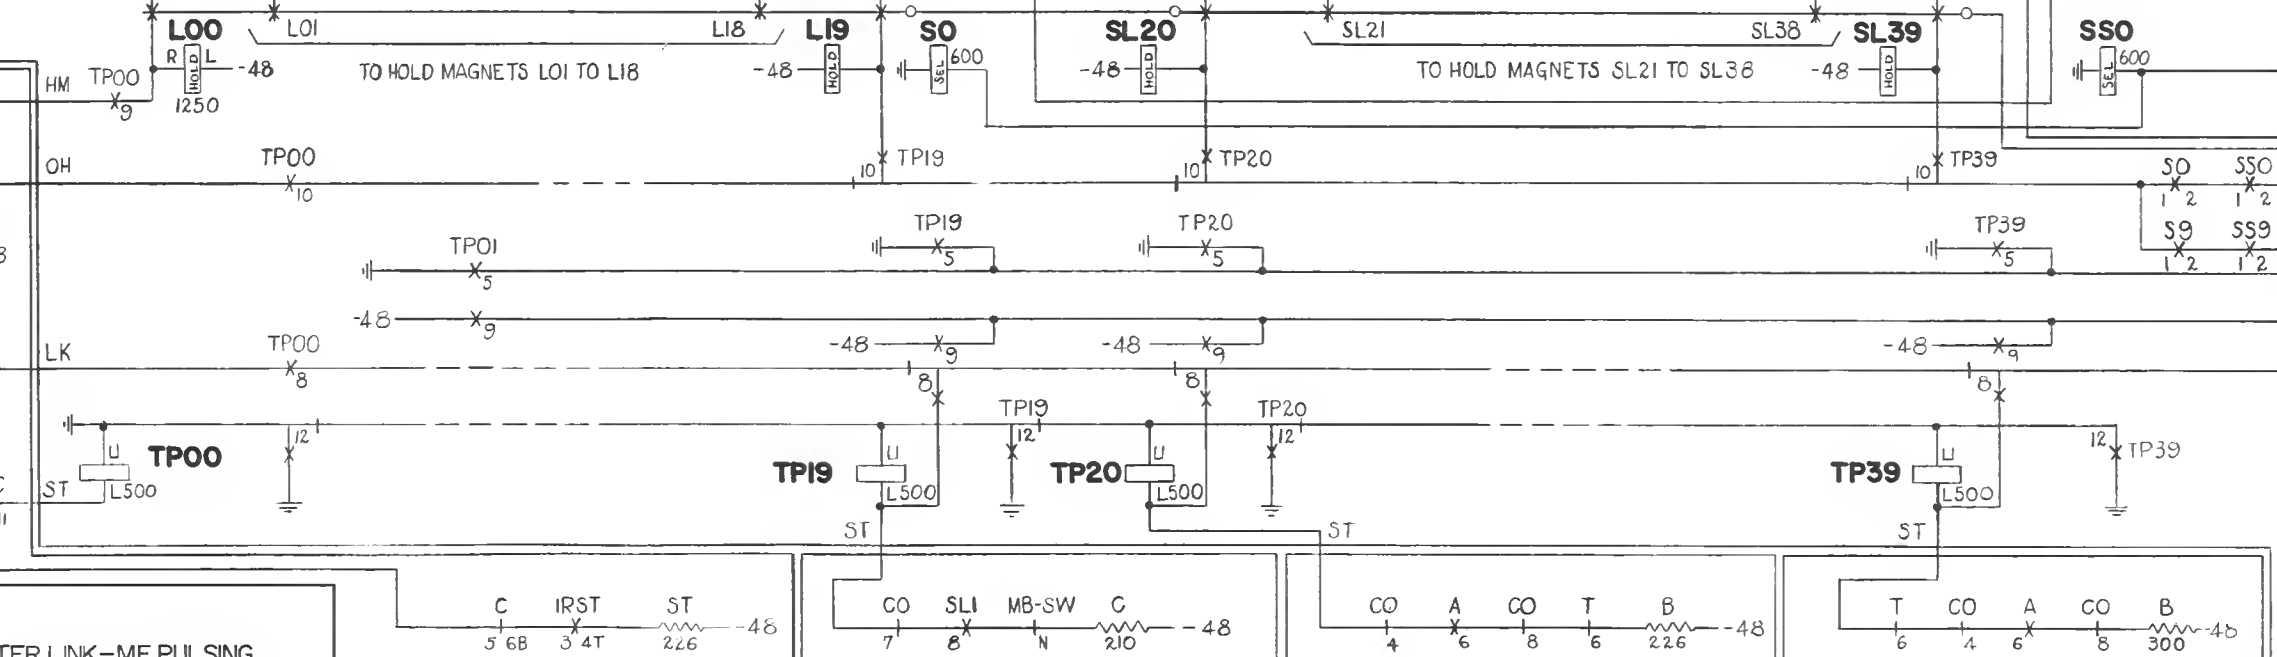 L00 L01 L18 L19 S0 SL20 SL21 SL38 SL39 SS0
R HOLD L -48 TO HOLD MAGNETS L01 TO L18 -48 HOLD SEL 600 -48 HOLD TO HOLD MAGNETS SL21 TO SL38 -48 HOLD SEL 600
HM TP00 9 1250
OH TP00 10 10 TP19 10 TP20 10 TP39 S0 1 2 SS0 1 2
TP01 5 TP19 5 TP20 5 TP39 5 S9 1 2 SS9 1 2
-48 9
-48 9 -48 9 -48 9
LK TP00 8 8 8 8
12 TP19 12 TP20 12 12 TP39
U TP00 TP19 U TP20 U TP39 U
ST L500 L500 L500 L500
ST ST ST
C IRST ST CO SL1 MB-SW C CO A CO T B T CO A CO B
-48 -48 -48 -48
5 6B 3 4T 226 7 8 N 210 4 6 8 6 226 6 4 6 8 300
TER LINK-MF PULSING